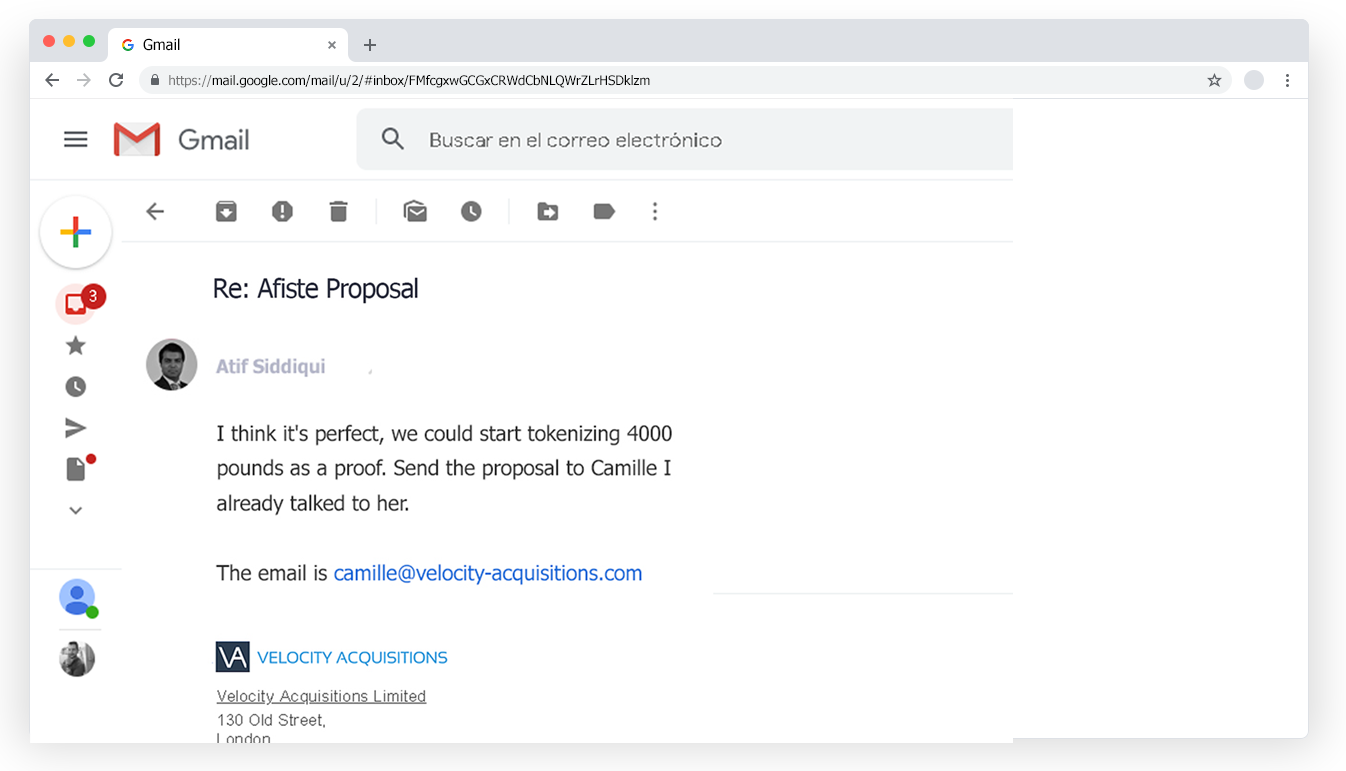 Gmail
https://mail.google.com/mail/u/2/#inbox/FMfcgxwGCGxCRWdCbNLQWrZLrHSDklzm
Gmail
Buscar en el correo electrónico
3
Re: Afiste Proposal
Atif Siddiqui
I think it's perfect, we could start tokenizing 4000
pounds as a proof. Send the proposal to Camille I
already talked to her.
The email is camille@velocity-acquisitions.com
VA VELOCITY ACQUISITIONS
Velocity Acquisitions Limited
130 Old Street,
London